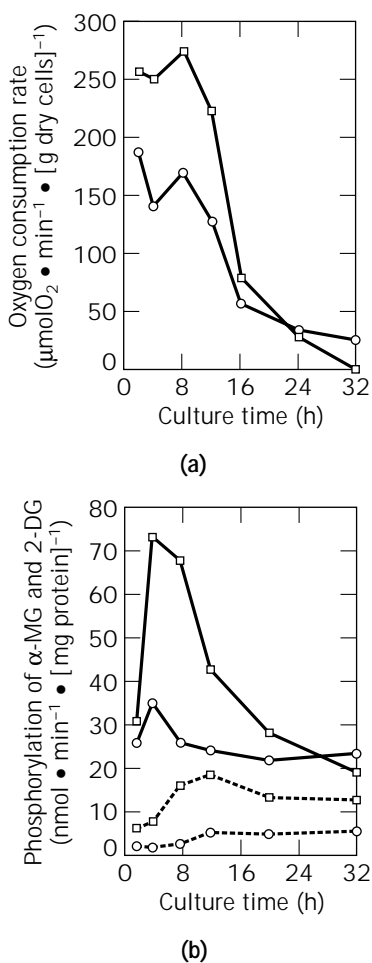 Oxygen consumption rate
(μmolO₂ • min⁻¹ • [g dry cells]⁻¹
300
250
200
150
100
50
0
0 8 16 24 32
Culture time (h)
(a)
Phosphorylation of α-MG and 2-DG
(nmol • min⁻¹ • [mg protein]⁻¹)
80
70
60
50
40
30
20
10
0
0 8 16 24 32
Culture time (h)
(b)